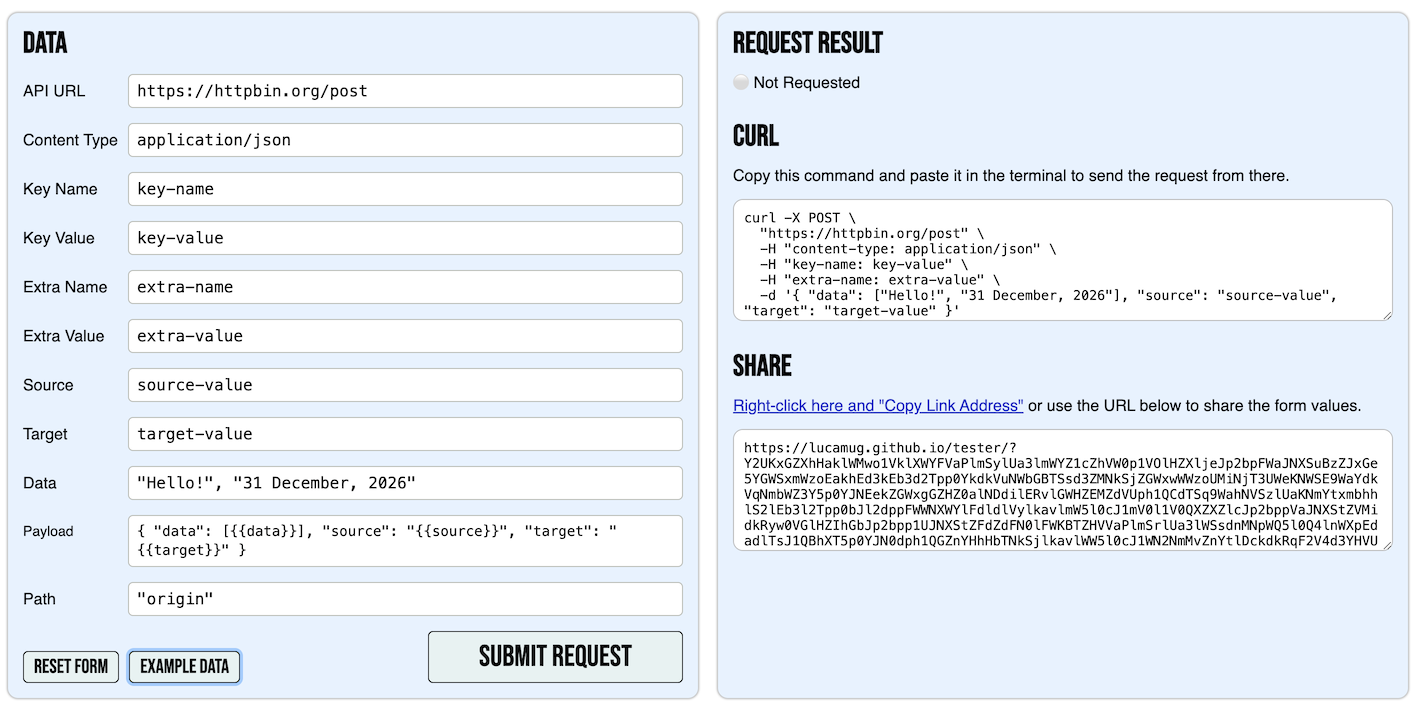 DATA
API URL
https://httpbin.org/post
Content Type
application/json
Key Name
key-name
Key Value
key-value
Extra Name
extra-name
Extra Value
extra-value
Source
source-value
Target
target-value
Data
"Hello!", "31 December, 2026"
Payload
{ "data": [{{data}}], "source": "{{source}}", "target": "
{{target}}" }
Path
"origin"
RESET FORM
EXAMPLE DATA
SUBMIT REQUEST
REQUEST RESULT
Not Requested
CURL
Copy this command and paste it in the terminal to send the request from there.
curl -X POST \
"https://httpbin.org/post" \
-H "content-type: application/json" \
-H "key-name: key-value" \
-H "extra-name: extra-value" \
-d '{ "data": ["Hello!", "31 December, 2026"], "source": "source-value",
"target": "target-value" }'
SHARE
Right-click here and "Copy Link Address" or use the URL below to share the form values.
https://lucamug.github.io/tester/?